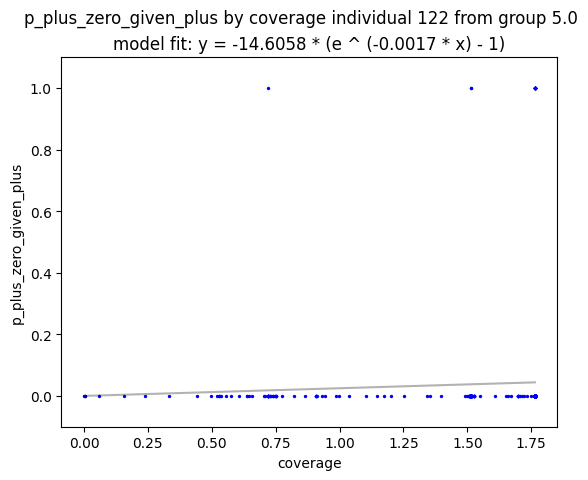 p_plus_zero_given_plus by coverage individual 122 from group 5.0
model fit: y = -14.6058 * (e ^ (-0.0017 * x) - 1)
1.0
0.8
0.6
0.4
0.2
0.0
p_plus_zero_given_plus
0.00 0.25 0.50 0.75 1.00 1.25 1.50 1.75
coverage